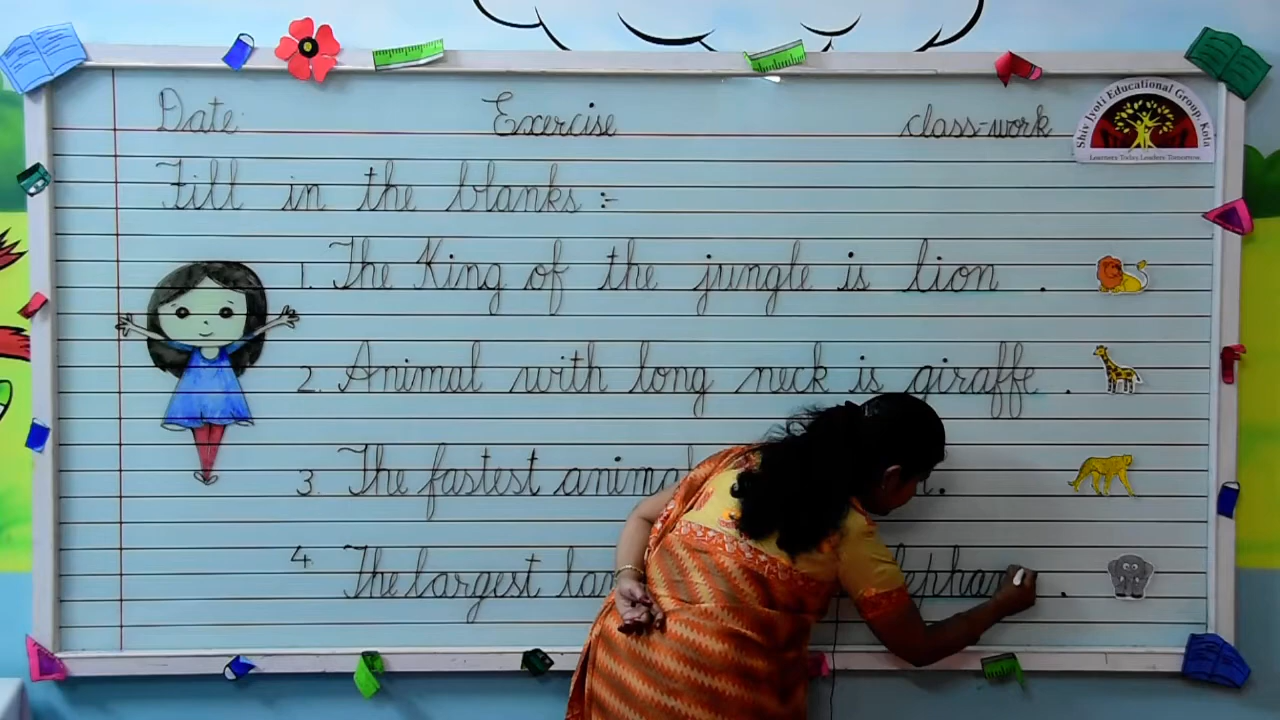 Date: Exercise class-work
Shiv Jyoti Educational Group, Kota
Learners Today, Leaders Tomorrow.
Fill in the blanks :-
1. The King of the jungle is lion .
2. Animal with long neck is giraffe .
3. The fastest anima
4. The largest lan ephan .